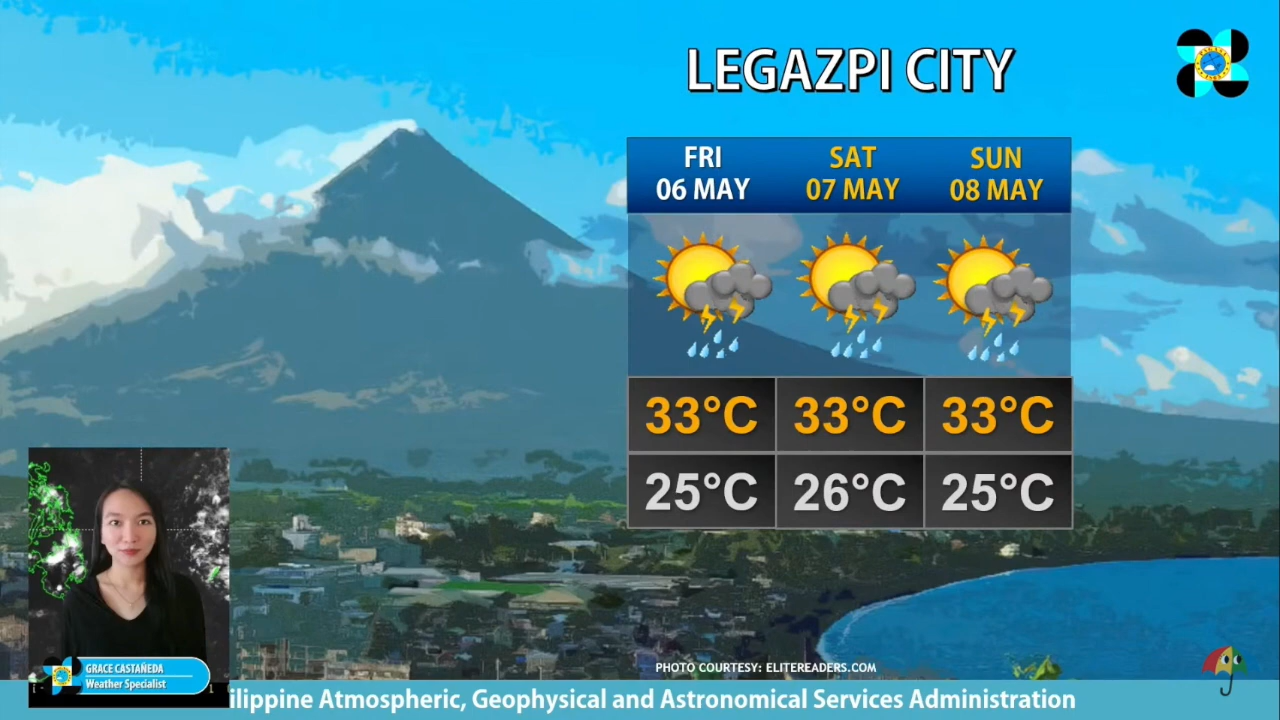 LEGAZPI CITY
FRI SAT SUN
06 MAY 07 MAY 08 MAY
33°C 33°C 33°C
25°C 26°C 25°C
GRACE CASTAÑEDA
Weather Specialist
PHOTO COURTESY: ELITEREADERS.COM
ilippine Atmospheric, Geophysical and Astronomical Services Administration